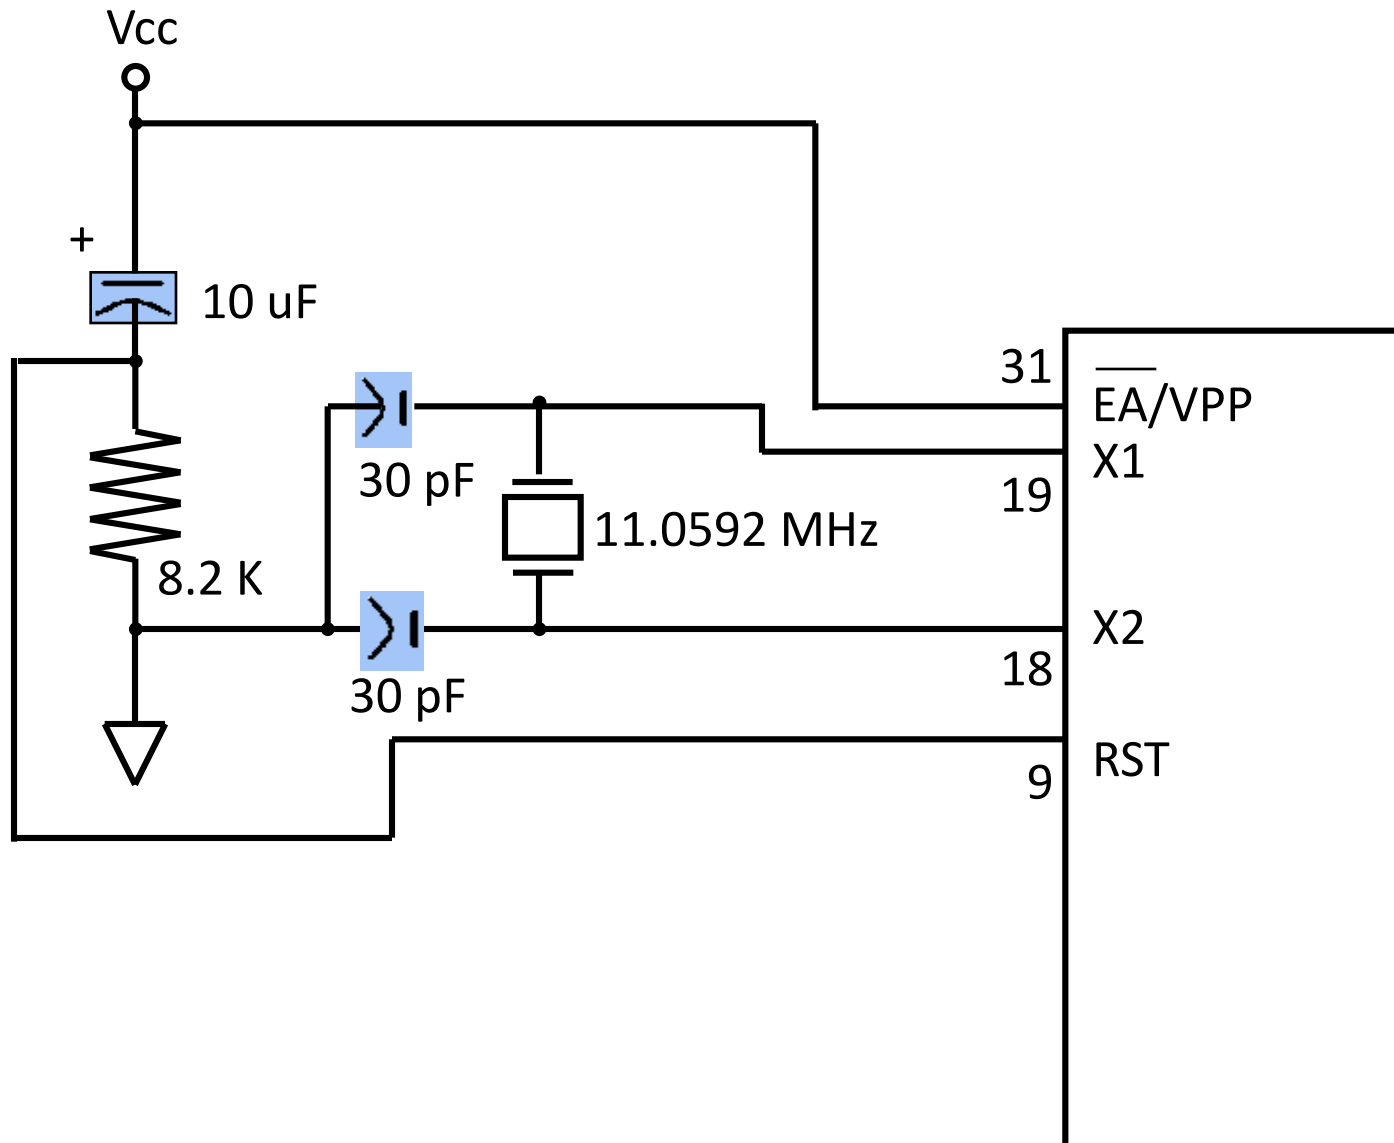 Vcc
+
10 uF
31
EA/VPP
X1
30 pF
19
11.0592 MHz
8.2 K
X2
18
30 pF
RST
9